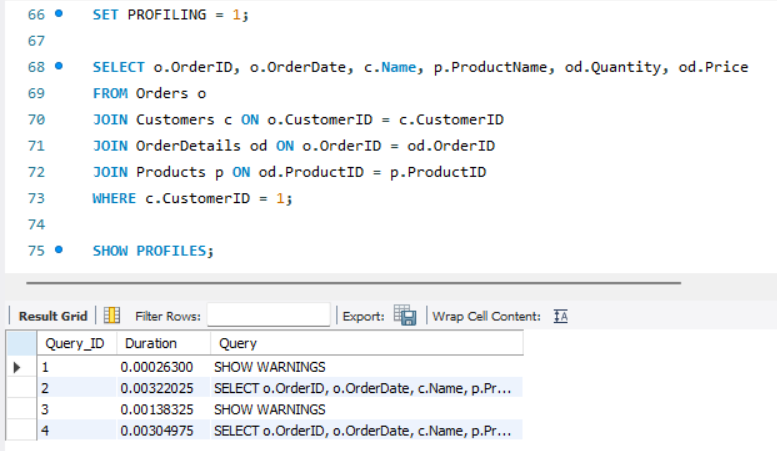 66 SET PROFILING = 1;
67
68 SELECT o.OrderID, o.OrderDate, c.Name, p.ProductName, od.Quantity, od.Price
69 FROM Orders o
70 JOIN Customers c ON o.CustomerID = c.CustomerID
71 JOIN OrderDetails od ON o.OrderID = od.OrderID
72 JOIN Products p ON od.ProductID = p.ProductID
73 WHERE c.CustomerID = 1;
74
75 SHOW PROFILES;
Result Grid Filter Rows: Export: Wrap Cell Content: IA
Query_ID Duration Query
1 0.00026300 SHOW WARNINGS
2 0.00322025 SELECT o.OrderID, o.OrderDate, c.Name, p.Pr...
3 0.00138325 SHOW WARNINGS
4 0.00304975 SELECT o.OrderID, o.OrderDate, c.Name, p.Pr...